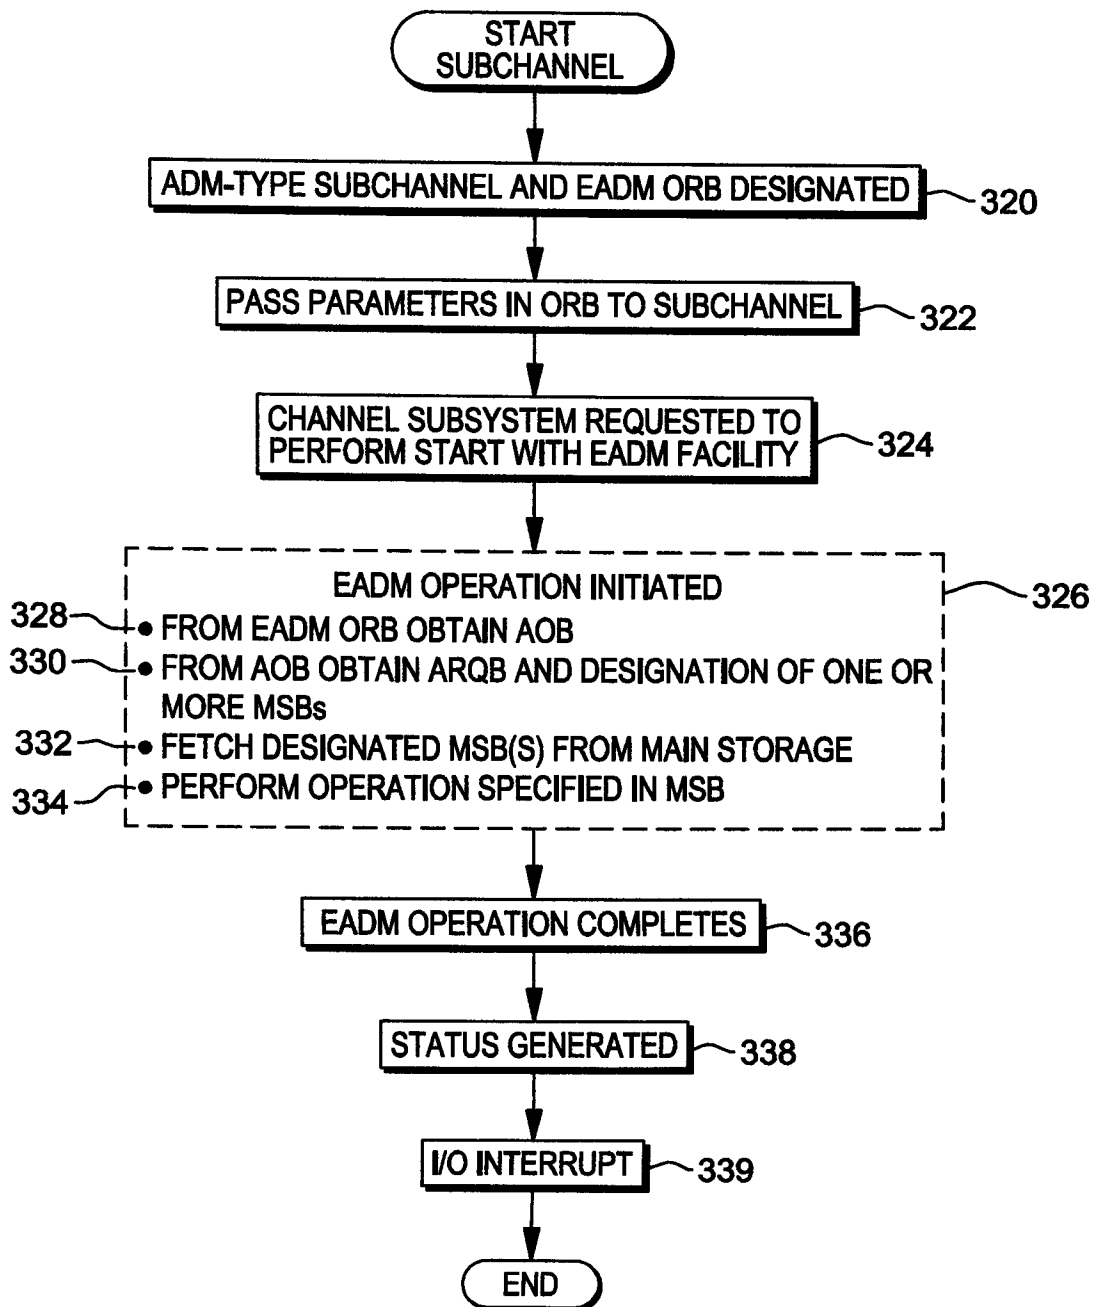 START
SUBCHANNEL
ADM-TYPE SUBCHANNEL AND EADM ORB DESIGNATED
320
PASS PARAMETERS IN ORB TO SUBCHANNEL
322
CHANNEL SUBSYSTEM REQUESTED TO
PERFORM START WITH EADM FACILITY
324
EADM OPERATION INITIATED
326
328 • FROM EADM ORB OBTAIN AOB
330 • FROM AOB OBTAIN ARQB AND DESIGNATION OF ONE OR
MORE MSBs
332 • FETCH DESIGNATED MSB(S) FROM MAIN STORAGE
334 • PERFORM OPERATION SPECIFIED IN MSB
EADM OPERATION COMPLETES
336
STATUS GENERATED
338
I/O INTERRUPT
339
END